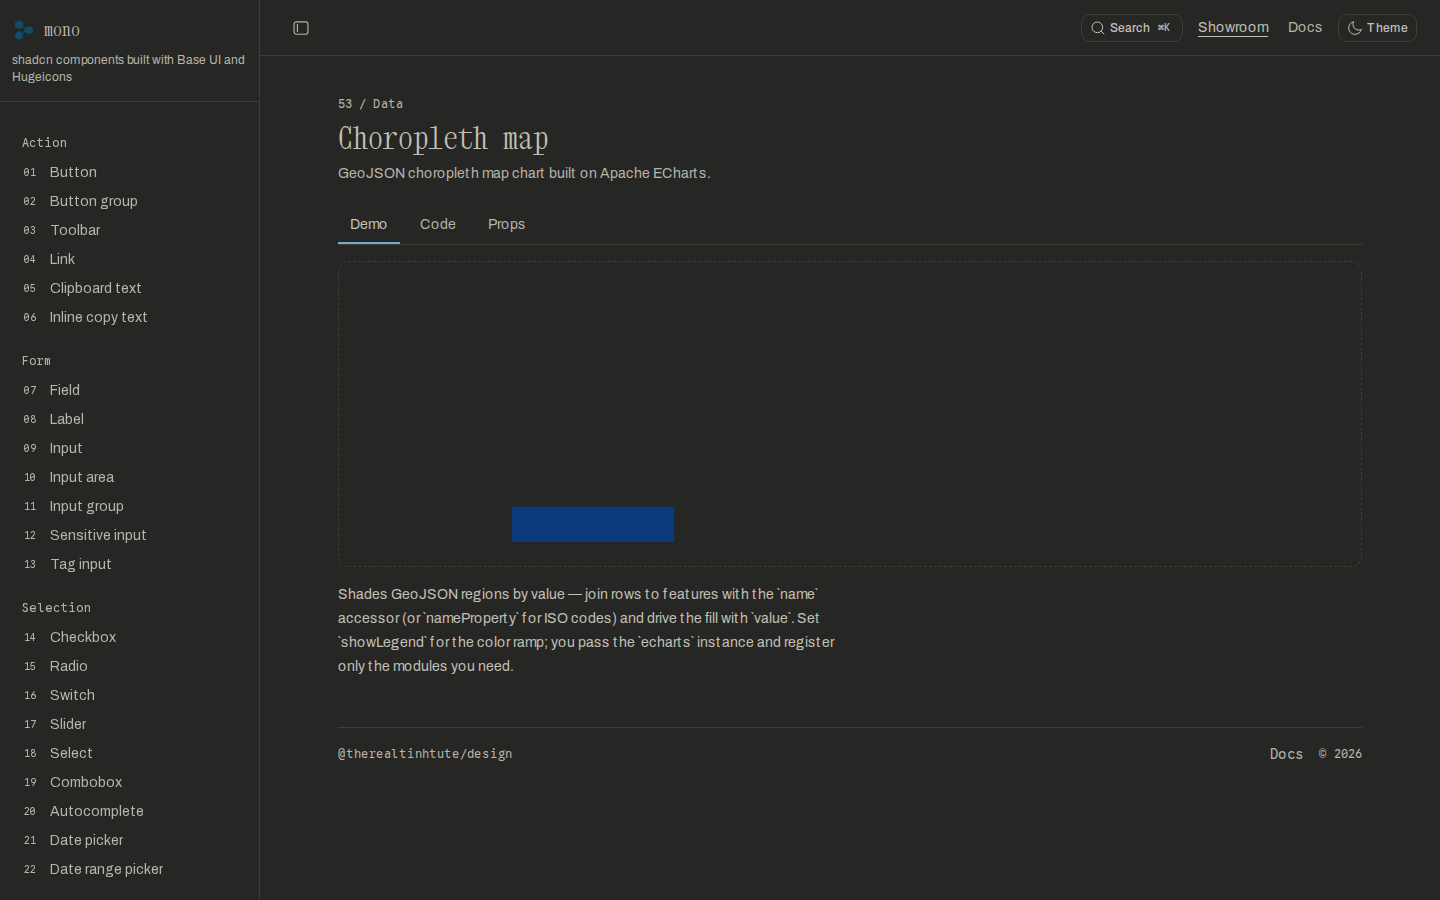 mono
shadcn components built with Base UI and
Hugeicons
Action
01 Button
02 Button group
03 Toolbar
04 Link
05 Clipboard text
06 Inline copy text
Form
07 Field
08 Label
09 Input
10 Input area
11 Input group
12 Sensitive input
13 Tag input
Selection
14 Checkbox
15 Radio
16 Switch
17 Slider
18 Select
19 Combobox
20 Autocomplete
21 Date picker
22 Date range picker
Search ⌘K
Showroom
Docs
Theme
53 / Data
Choropleth map
GeoJSON choropleth map chart built on Apache ECharts.
Demo
Code
Props
Shades GeoJSON regions by value — join rows to features with the `name`
accessor (or `nameProperty` for ISO codes) and drive the fill with `value`. Set
`showLegend` for the color ramp; you pass the `echarts` instance and register
only the modules you need.
@therealtinhtute/design
Docs
© 2026